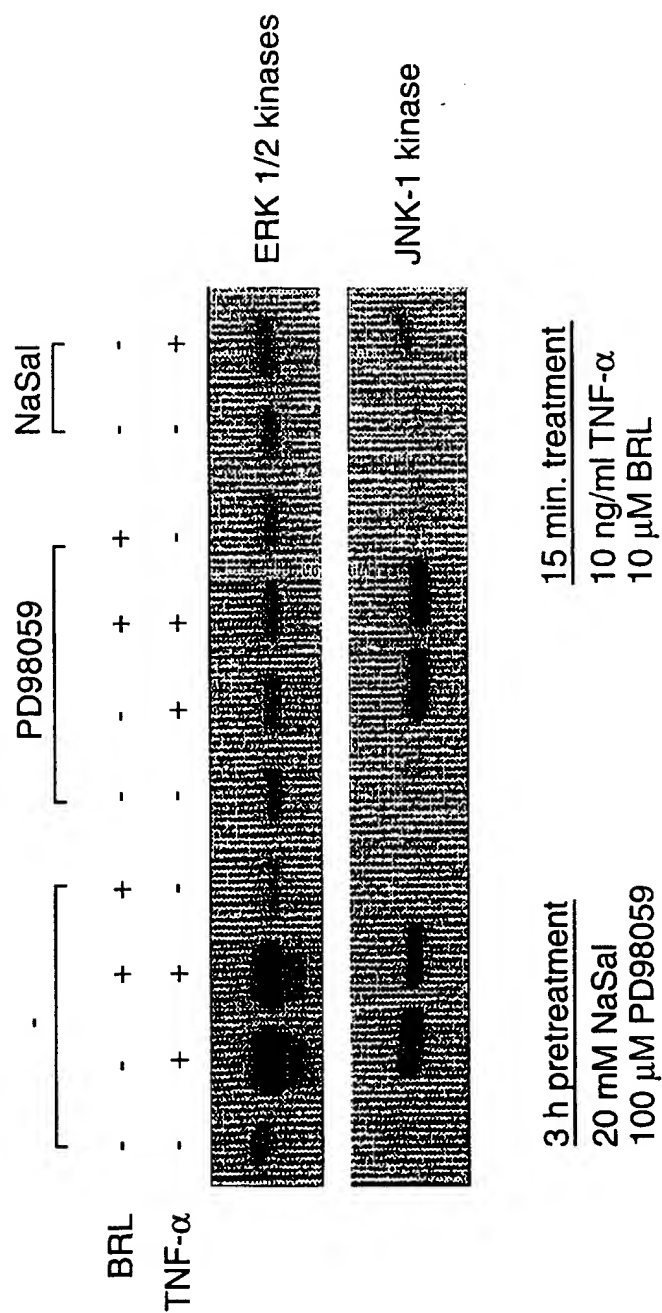 - PD98059 NaSal
BRL - - + + - - + + - -
TNF-α - + + - - + + - - +
ERK 1/2 kinases
JNK-1 kinase
3 h pretreatment
20 mM NaSal
100 µM PD98059
15 min. treatment
10 ng/ml TNF-α
10 µM BRL